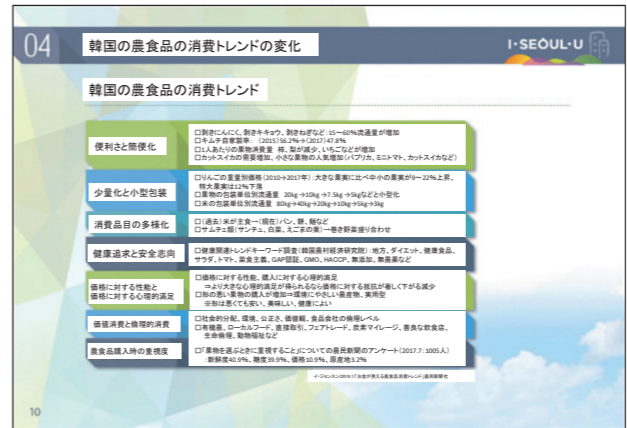 04
韓国の農食品の消費トレンドの変化
I·SEOUL·U
韓国の農食品の消費トレンド
便利さと簡便化
□剥きにんにく、剥きキキョウ、剥きねぎなど：15～60%流通量が増加
□キムチ自家製率： (2015)56.2%→(2017)47.8%
□1人あたりの果物消費量 柿、梨が減少、いちごなどが増加
□カットスイカの需要増加、小さな果物の人気増加（パプリカ、ミニトマト、カットスイカなど）
少量化と小型包装
□りんごの重量別価格（2010→2017年）：大きな果実に比べ中小の果実が9～22%上昇、
特大果実は12%下落
□果物の包装単位別流通量 20kg→10kg→7.5kg→5kgなどと小型化
□米の包装単位別流通量 80kg→40kg→20kg→10kg→5kg→3kg
消費品目の多様化
□（過去）米が主食→（現在）パン、餅、麺など
□サムチュ類（サンチュ、白菜、えごまの葉）→巻き野菜盛り合わせ
健康追求と安全志向
□健康関連トレンドキーワード調査（韓国農村経済研究院）：地方、ダイエット、健康食品、
サラダ、トマト、菜食主義、GAP認証、GMO、HACCP、無添加、無農薬など
価格に対する性能と
価格に対する心理的満足
□価格に対する性能、購入に対する心理的満足
⇒より大きな心理的満足が得られるなら価格に対する抵抗が著しく下がる減少
□形の悪い果物の購入が増加⇒環境にやさしい農産物、実用型
※形は悪くても安い、美味しい、健康によい
価値消費と倫理的消費
□社会的分配、環境、公正さ、価値観、食品会社の倫理レベル
□有機農、ローカルフード、直接取引、フェアトレード、炭素マイレージ、善良な飲食店、
生命倫理、動物福祉など
農食品購入時の重視度
□「果物を選ぶときに重視すること」についての農民新聞のアンケート（2017.7：1005人）
：新鮮度40.9%、糖度39.9%、価格10.9%、原産地3.2%
10